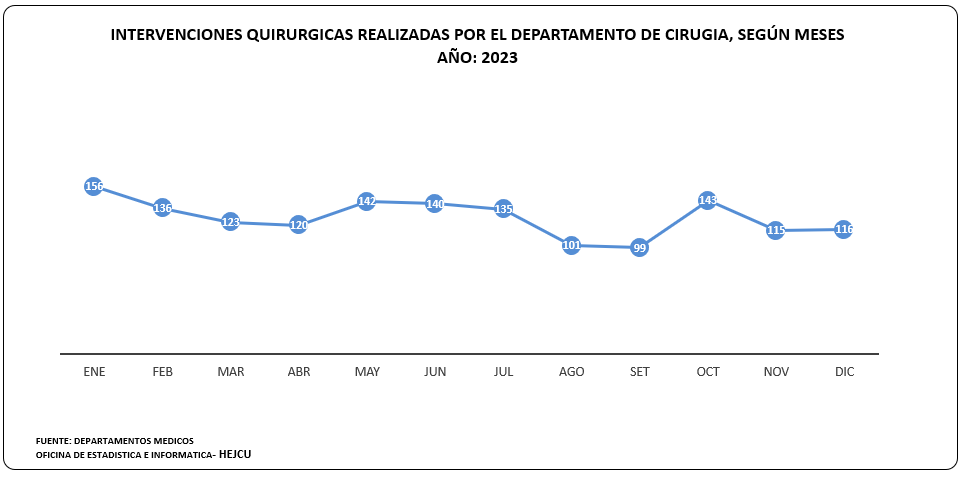 INTERVENCIONES QUIRURGICAS REALIZADAS POR EL DEPARTAMENTO DE CIRUGIA, SEGÚN MESES
AÑO: 2023
156 136 123 120 142 140 135 101 99 143 115 116
ENE FEB MAR ABR MAY JUN JUL AGO SET OCT NOV DIC
FUENTE: DEPARTAMENTOS MEDICOS
OFICINA DE ESTADISTICA E INFORMATICA- HEJCU